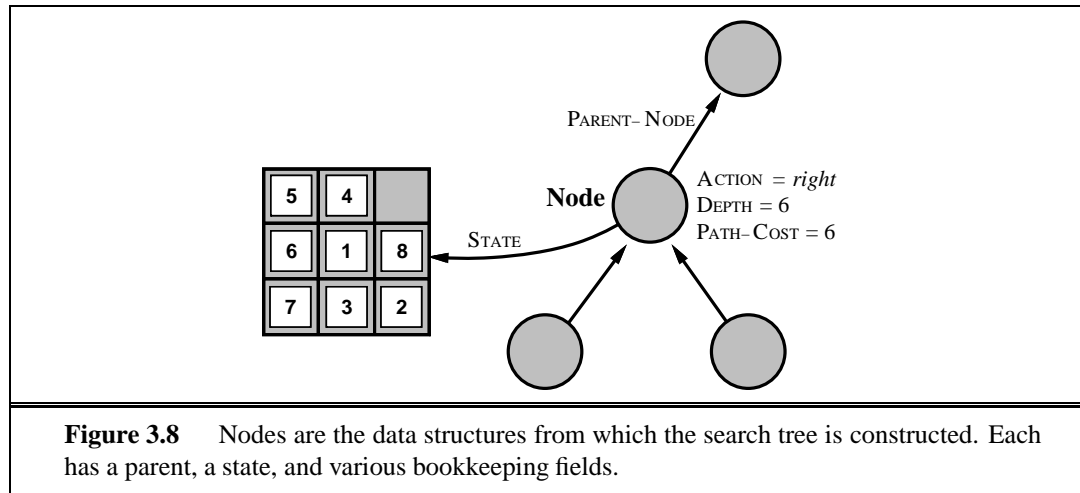 PARENT–NODE
Node
ACTION = right
DEPTH = 6
PATH–COST = 6
STATE
5 4
6 1 8
7 3 2
Figure 3.8 Nodes are the data structures from which the search tree is constructed. Each
has a parent, a state, and various bookkeeping fields.